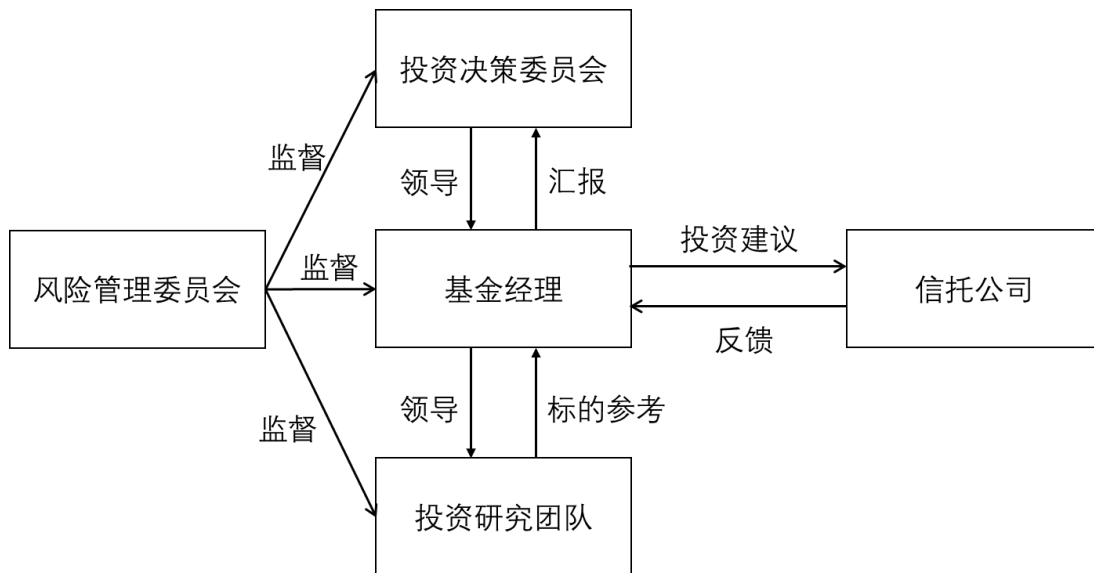 投资决策委员会
监督
领导
汇报
风险管理委员会
监督
基金经理
投资建议
反馈
信托公司
监督
领导
标的参考
投资研究团队